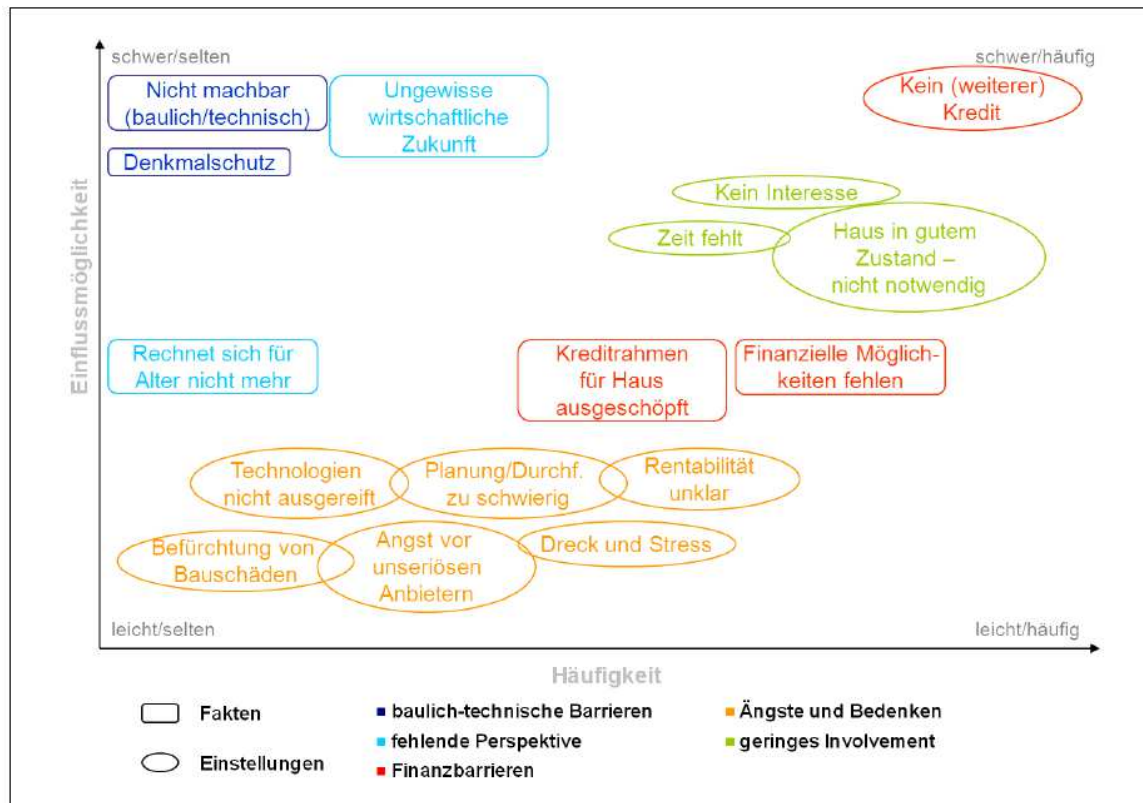 schwer/selten
schwer/häufig
Nicht machbar
(baulich/technisch)
Ungewisse
wirtschaftliche
Zukunft
Kein (weiterer)
Kredit
Denkmalschutz
Kein Interesse
Zeit fehlt
Haus in gutem
Zustand –
nicht notwendig
Einflussmöglichkeit
Rechnet sich für
Alter nicht mehr
Kreditrahmen
für Haus
ausgeschöpft
Finanzielle Möglich-
keiten fehlen
Technologien
nicht ausgereift
Planung/Durchf.
zu schwierig
Rentabilität
unklar
Befürchtung von
Bauschäden
Angst vor
unseriösen
Anbietern
Dreck und Stress
leicht/selten
leicht/häufig
Häufigkeit
Fakten
Einstellungen
baulich-technische Barrieren
fehlende Perspektive
Finanzbarrieren
Ängste und Bedenken
geringes Involvement